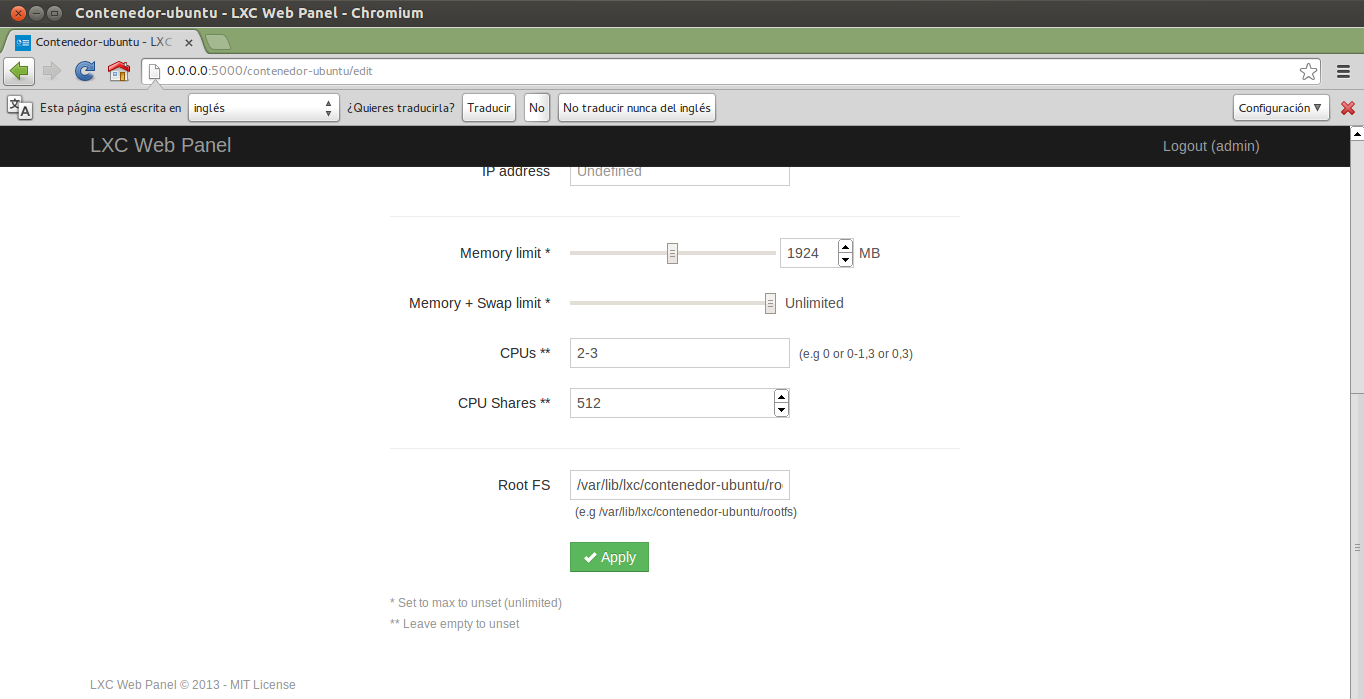 Contenedor-ubuntu - LXC Web Panel - Chromium
Contenedor-ubuntu - LXC
0.0.0.0:5000/contenedor-ubuntu/edit
Esta página está escrita en inglés ¿Quieres traducirla? Traducir No No traducir nunca del inglés Configuración
LXC Web Panel Logout (admin)
IP address Undefined
Memory limit * 1924 MB
Memory + Swap limit * Unlimited
CPUs ** 2-3 (e.g 0 or 0-1,3 or 0,3)
CPU Shares ** 512
Root FS /var/lib/lxc/contenedor-ubuntu/ro
(e.g /var/lib/lxc/contenedor-ubuntu/rootfs)
Apply
* Set to max to unset (unlimited)
** Leave empty to unset
LXC Web Panel © 2013 - MIT License